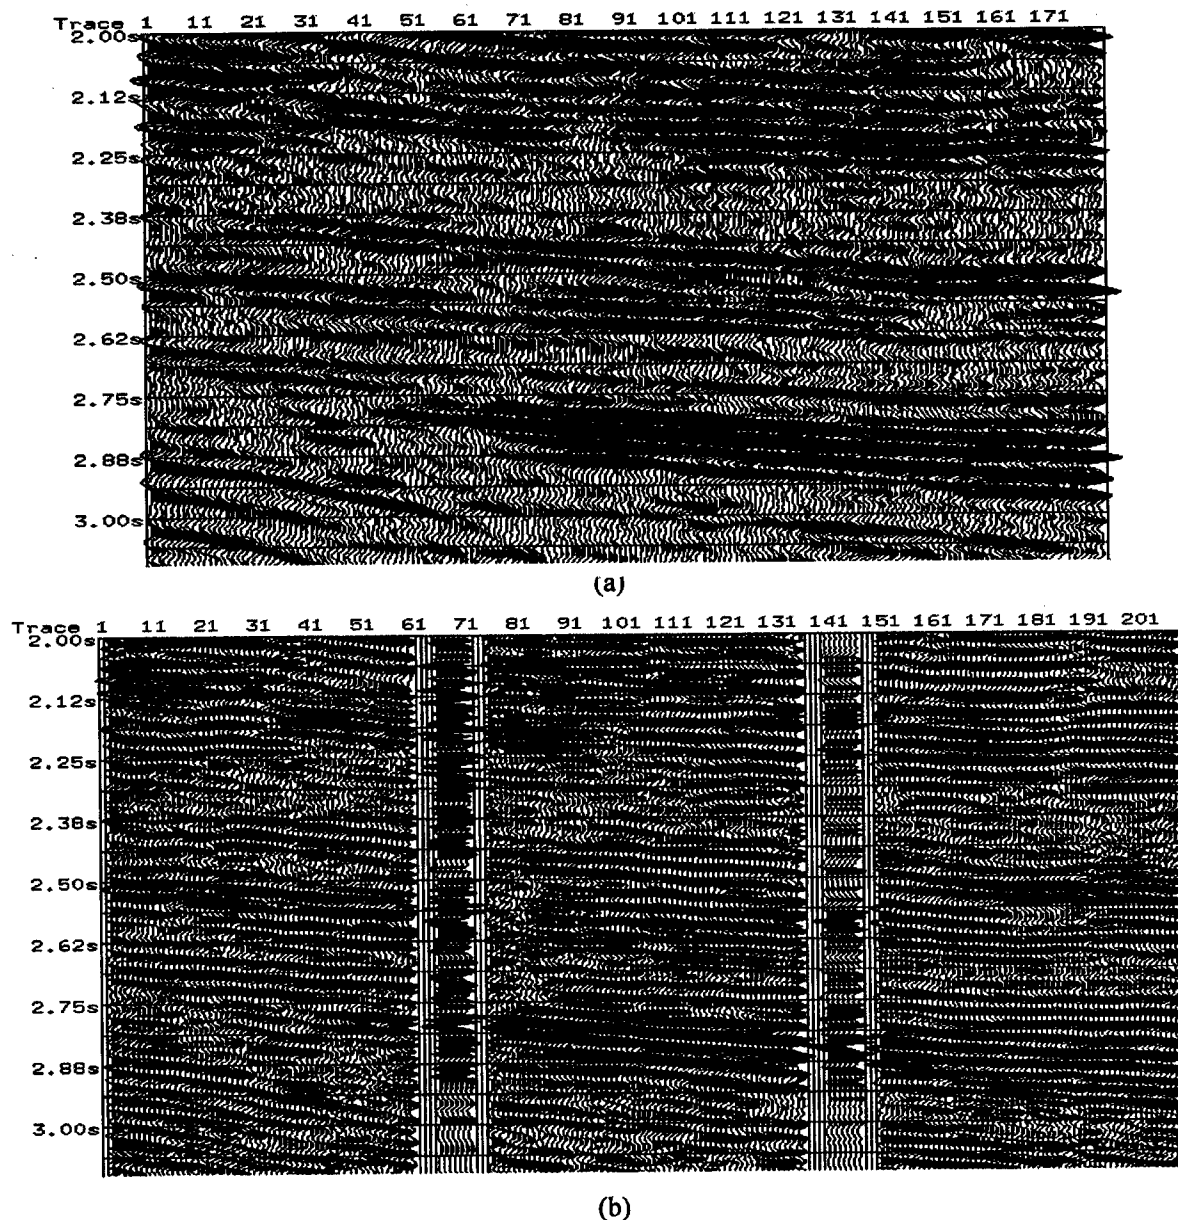 Trace 1 11 21 31 41 51 61 71 81 91 101 111 121 131 141 151 161 171
2.00s
2.12s
2.25s
2.38s
2.50s
2.62s
2.75s
2.88s
3.00s
(a)
Trace 1 11 21 31 41 51 61 71 81 91 101 111 121 131 141 151 161 171 181 191 201
2.00s
2.12s
2.25s
2.38s
2.50s
2.62s
2.75s
2.88s
3.00s
(b)